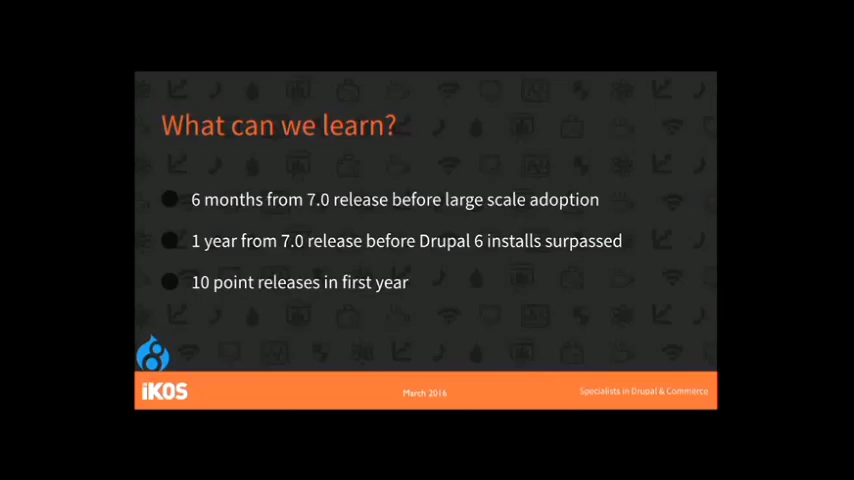 What can we learn?
6 months from 7.0 release before large scale adoption
1 year from 7.0 release before Drupal 6 installs surpassed
10 point releases in first year
iKOS
March 2016
Specialists in Drupal & Commerce